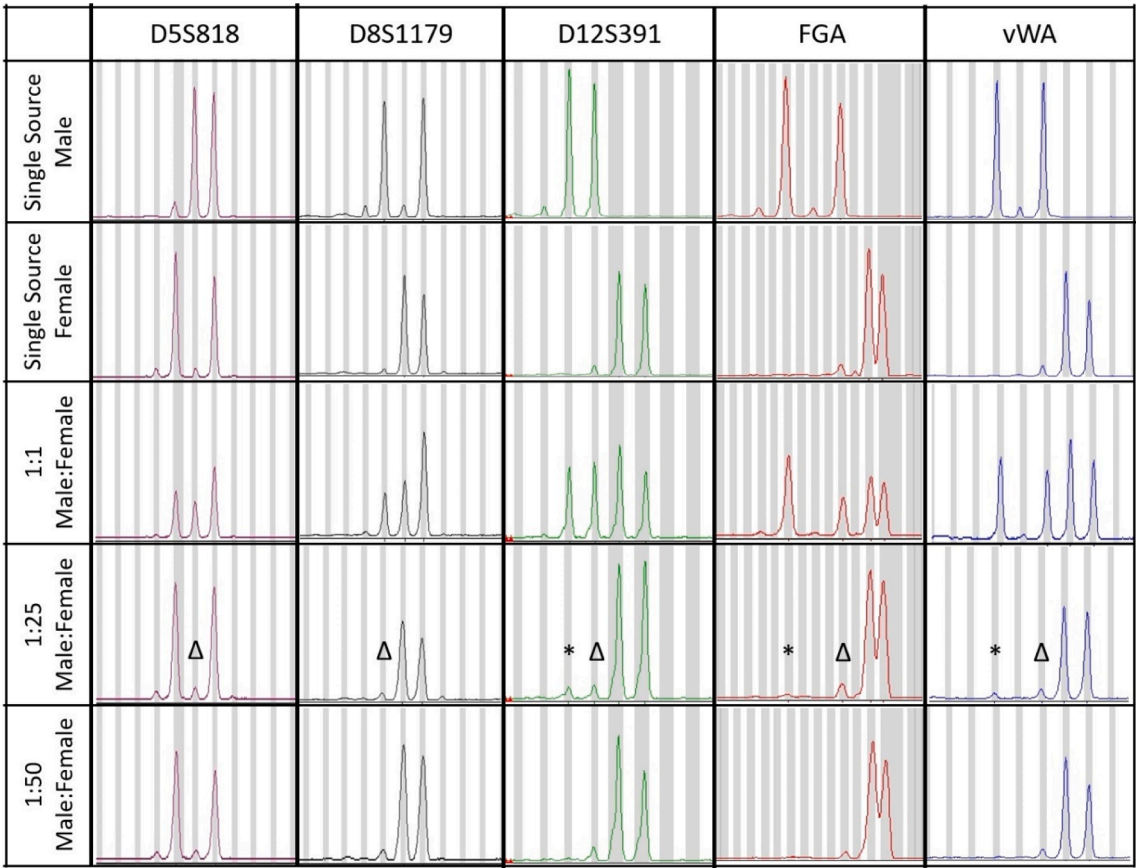 D5S818 D8S1179 D12S391 FGA vWA
Single Source
Male
Single Source
Female
1:1
Male:Female
1:25
Male:Female
Δ Δ * Δ * Δ * Δ
1:50
Male:Female